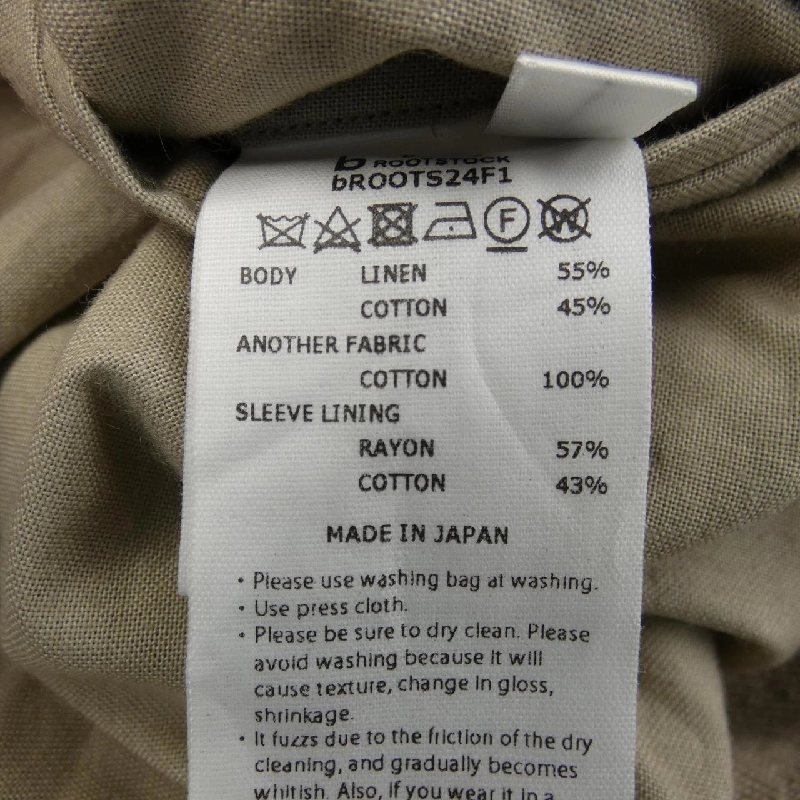 b ROOTSTOCK
bROOTS24F1
F W
BODY LINEN 55%
COTTON 45%
ANOTHER FABRIC
COTTON 100%
SLEEVE LINING
RAYON 57%
COTTON 43%
MADE IN JAPAN
• Please use washing bag at washing.
• Use press cloth.
• Please be sure to dry clean. Please
avoid washing because it will
cause texture, change in gloss,
shrinkage.
• It fuzzs due to the friction of the dry
cleaning, and gradually becomes
whitish. Also, if you wear it in a